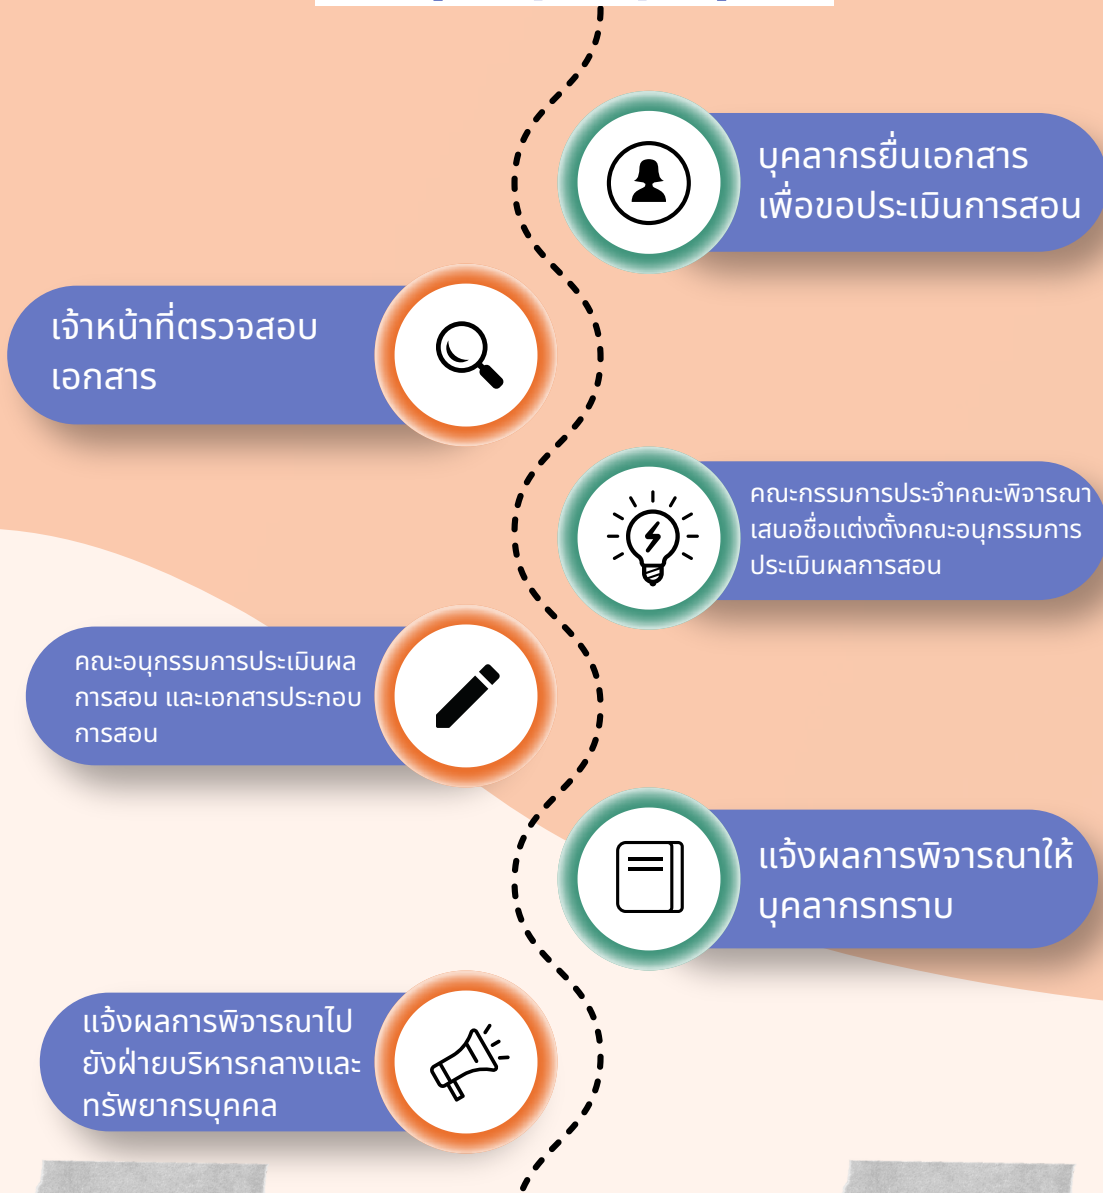 บุคลากรยื่นเอกสาร
เพื่อขอประเมินการสอน
เจ้าหน้าที่ตรวจสอบ
เอกสาร
คณะกรรมการประจำคณะพิจารณา
เสนอชื่อแต่งตั้งคณะอนุกรรมการ
ประเมินผลการสอน
คณะอนุกรรมการประเมินผล
การสอน และเอกสารประกอบ
การสอน
แจ้งผลการพิจารณาให้
บุคลากรทราบ
แจ้งผลการพิจารณาไป
ยังฝ่ายบริหารกลางและ
ทรัพยากรบุคคล